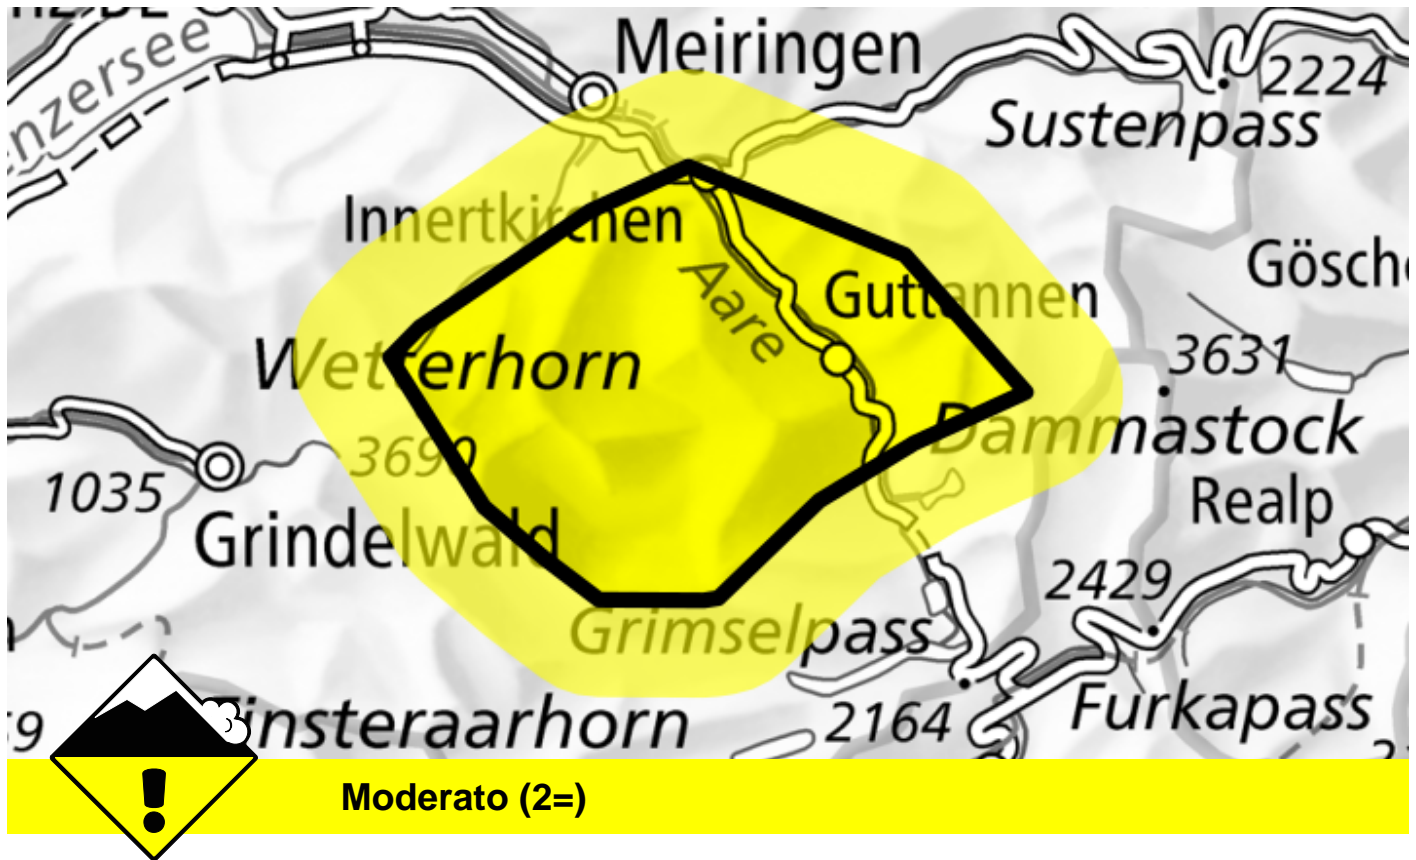 Meiringen
2224
Sustenpass
Innertkirchen
Aare
Guttannen
Gösch
Wetterhorn
3631
3690
Dammastock
1035
Realp
Grindelwald
2429
Grimselpass
Finsteraarhorn
2164
Furkapass
Moderato (2=)